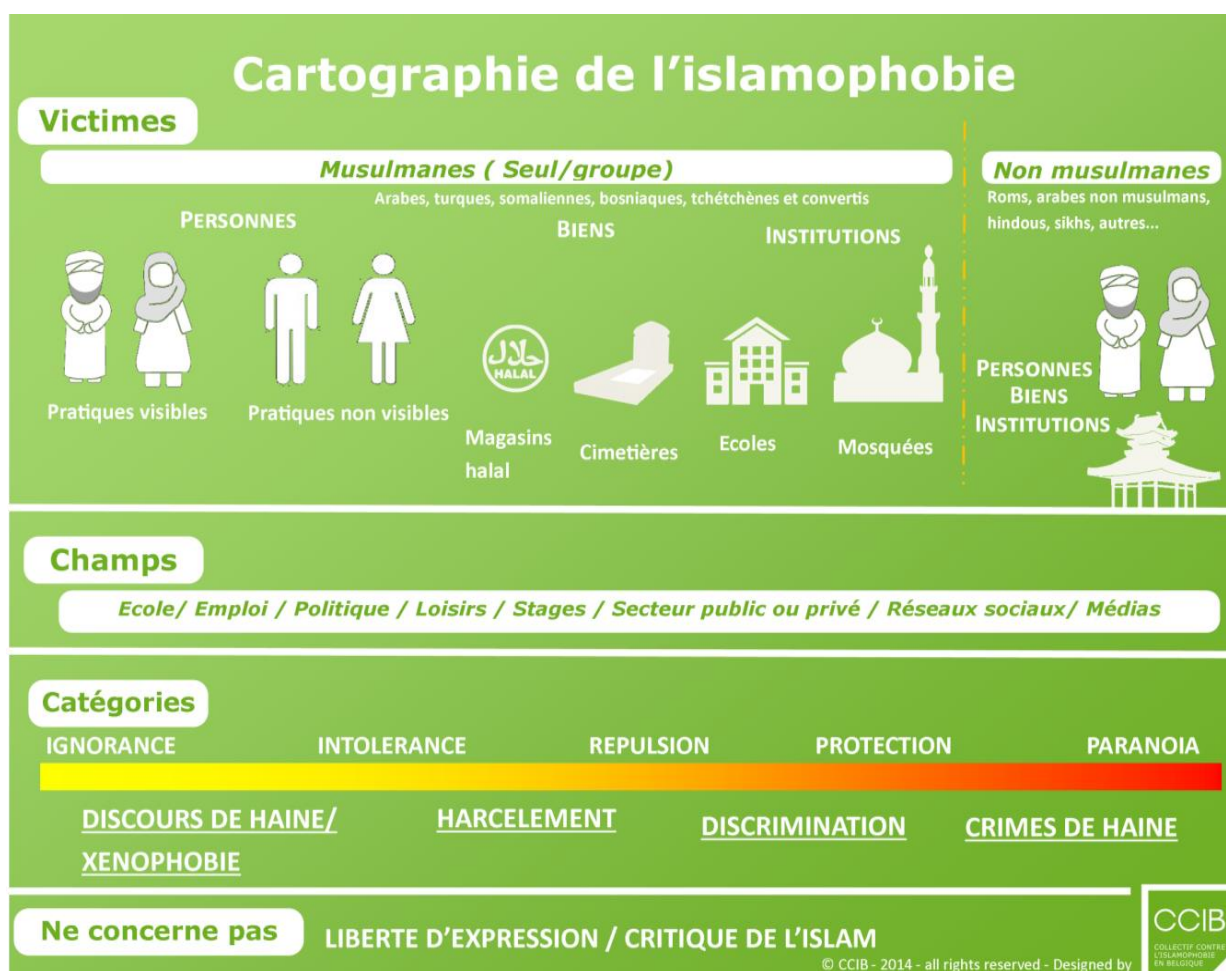 Cartographie de l'islamophobie
Victimes
Musulmanes ( Seul/groupe)
Arabes, turques, somaliennes, bosniaques, tchétchènes et convertis
PERSONNES
BIENS
INSTITUTIONS
Pratiques visibles
Pratiques non visibles
حلال
HALAL
Magasins
halal
Cimetières
Ecoles
Mosquées
Non musulmanes
Roms, arabes non musulmans,
hindous, sikhs, autres...
PERSONNES
BIENS
INSTITUTIONS
Champs
Ecole/ Emploi / Politique / Loisirs / Stages / Secteur public ou privé / Réseaux sociaux/ Médias
Catégories
IGNORANCE INTOLERANCE REPULSION PROTECTION PARANOIA
DISCOURS DE HAINE/
XENOPHOBIE
HARCELEMENT
DISCRIMINATION
CRIMES DE HAINE
Ne concerne pas
LIBERTE D'EXPRESSION / CRITIQUE DE L'ISLAM
CCIB
COLLECTIF CONTRE
L'ISLAMOPHOBIE
EN BELGIQUE
© CCIB - 2014 - all rights reserved - Designed by